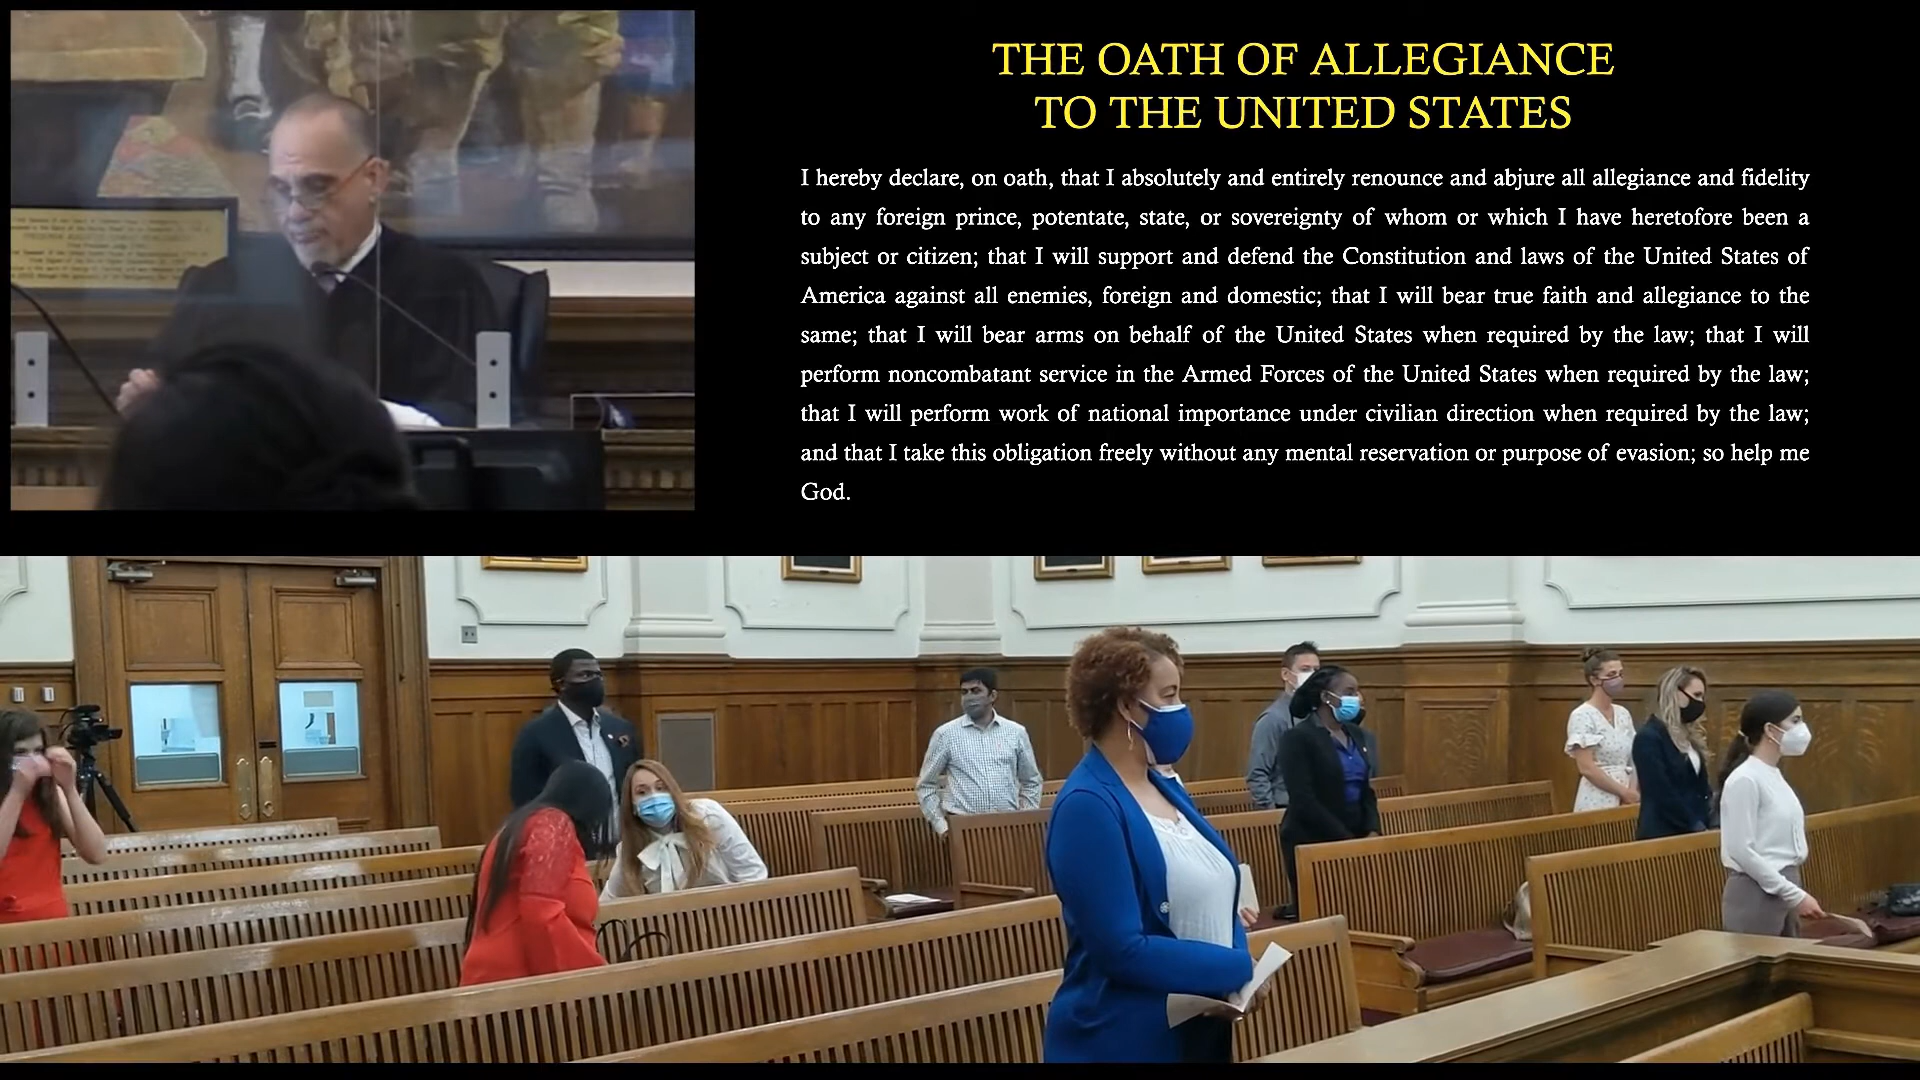 THE OATH OF ALLEGIANCE
TO THE UNITED STATES
I hereby declare, on oath, that I absolutely and entirely renounce and abjure all allegiance and fidelity
to any foreign prince, potentate, state, or sovereignty of whom or which I have heretofore been a
subject or citizen; that I will support and defend the Constitution and laws of the United States of
America against all enemies, foreign and domestic; that I will bear true faith and allegiance to the
same; that I will bear arms on behalf of the United States when required by the law; that I will
perform noncombatant service in the Armed Forces of the United States when required by the law;
that I will perform work of national importance under civilian direction when required by the law;
and that I take this obligation freely without any mental reservation or purpose of evasion; so help me
God.